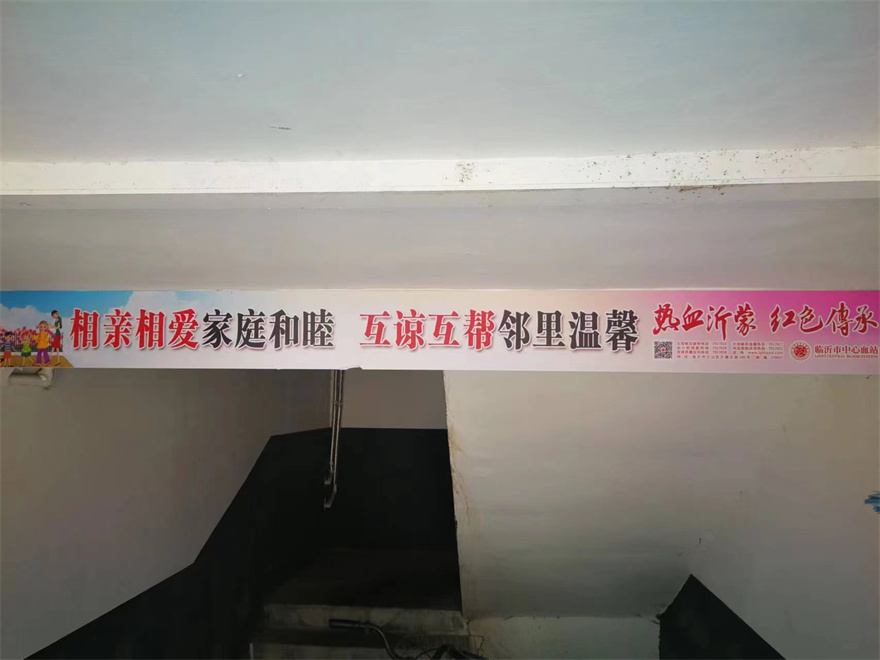 相亲相爱家庭和睦 互谅互帮邻里温馨
热血沂蒙 红色傳承
临沂市中心血站